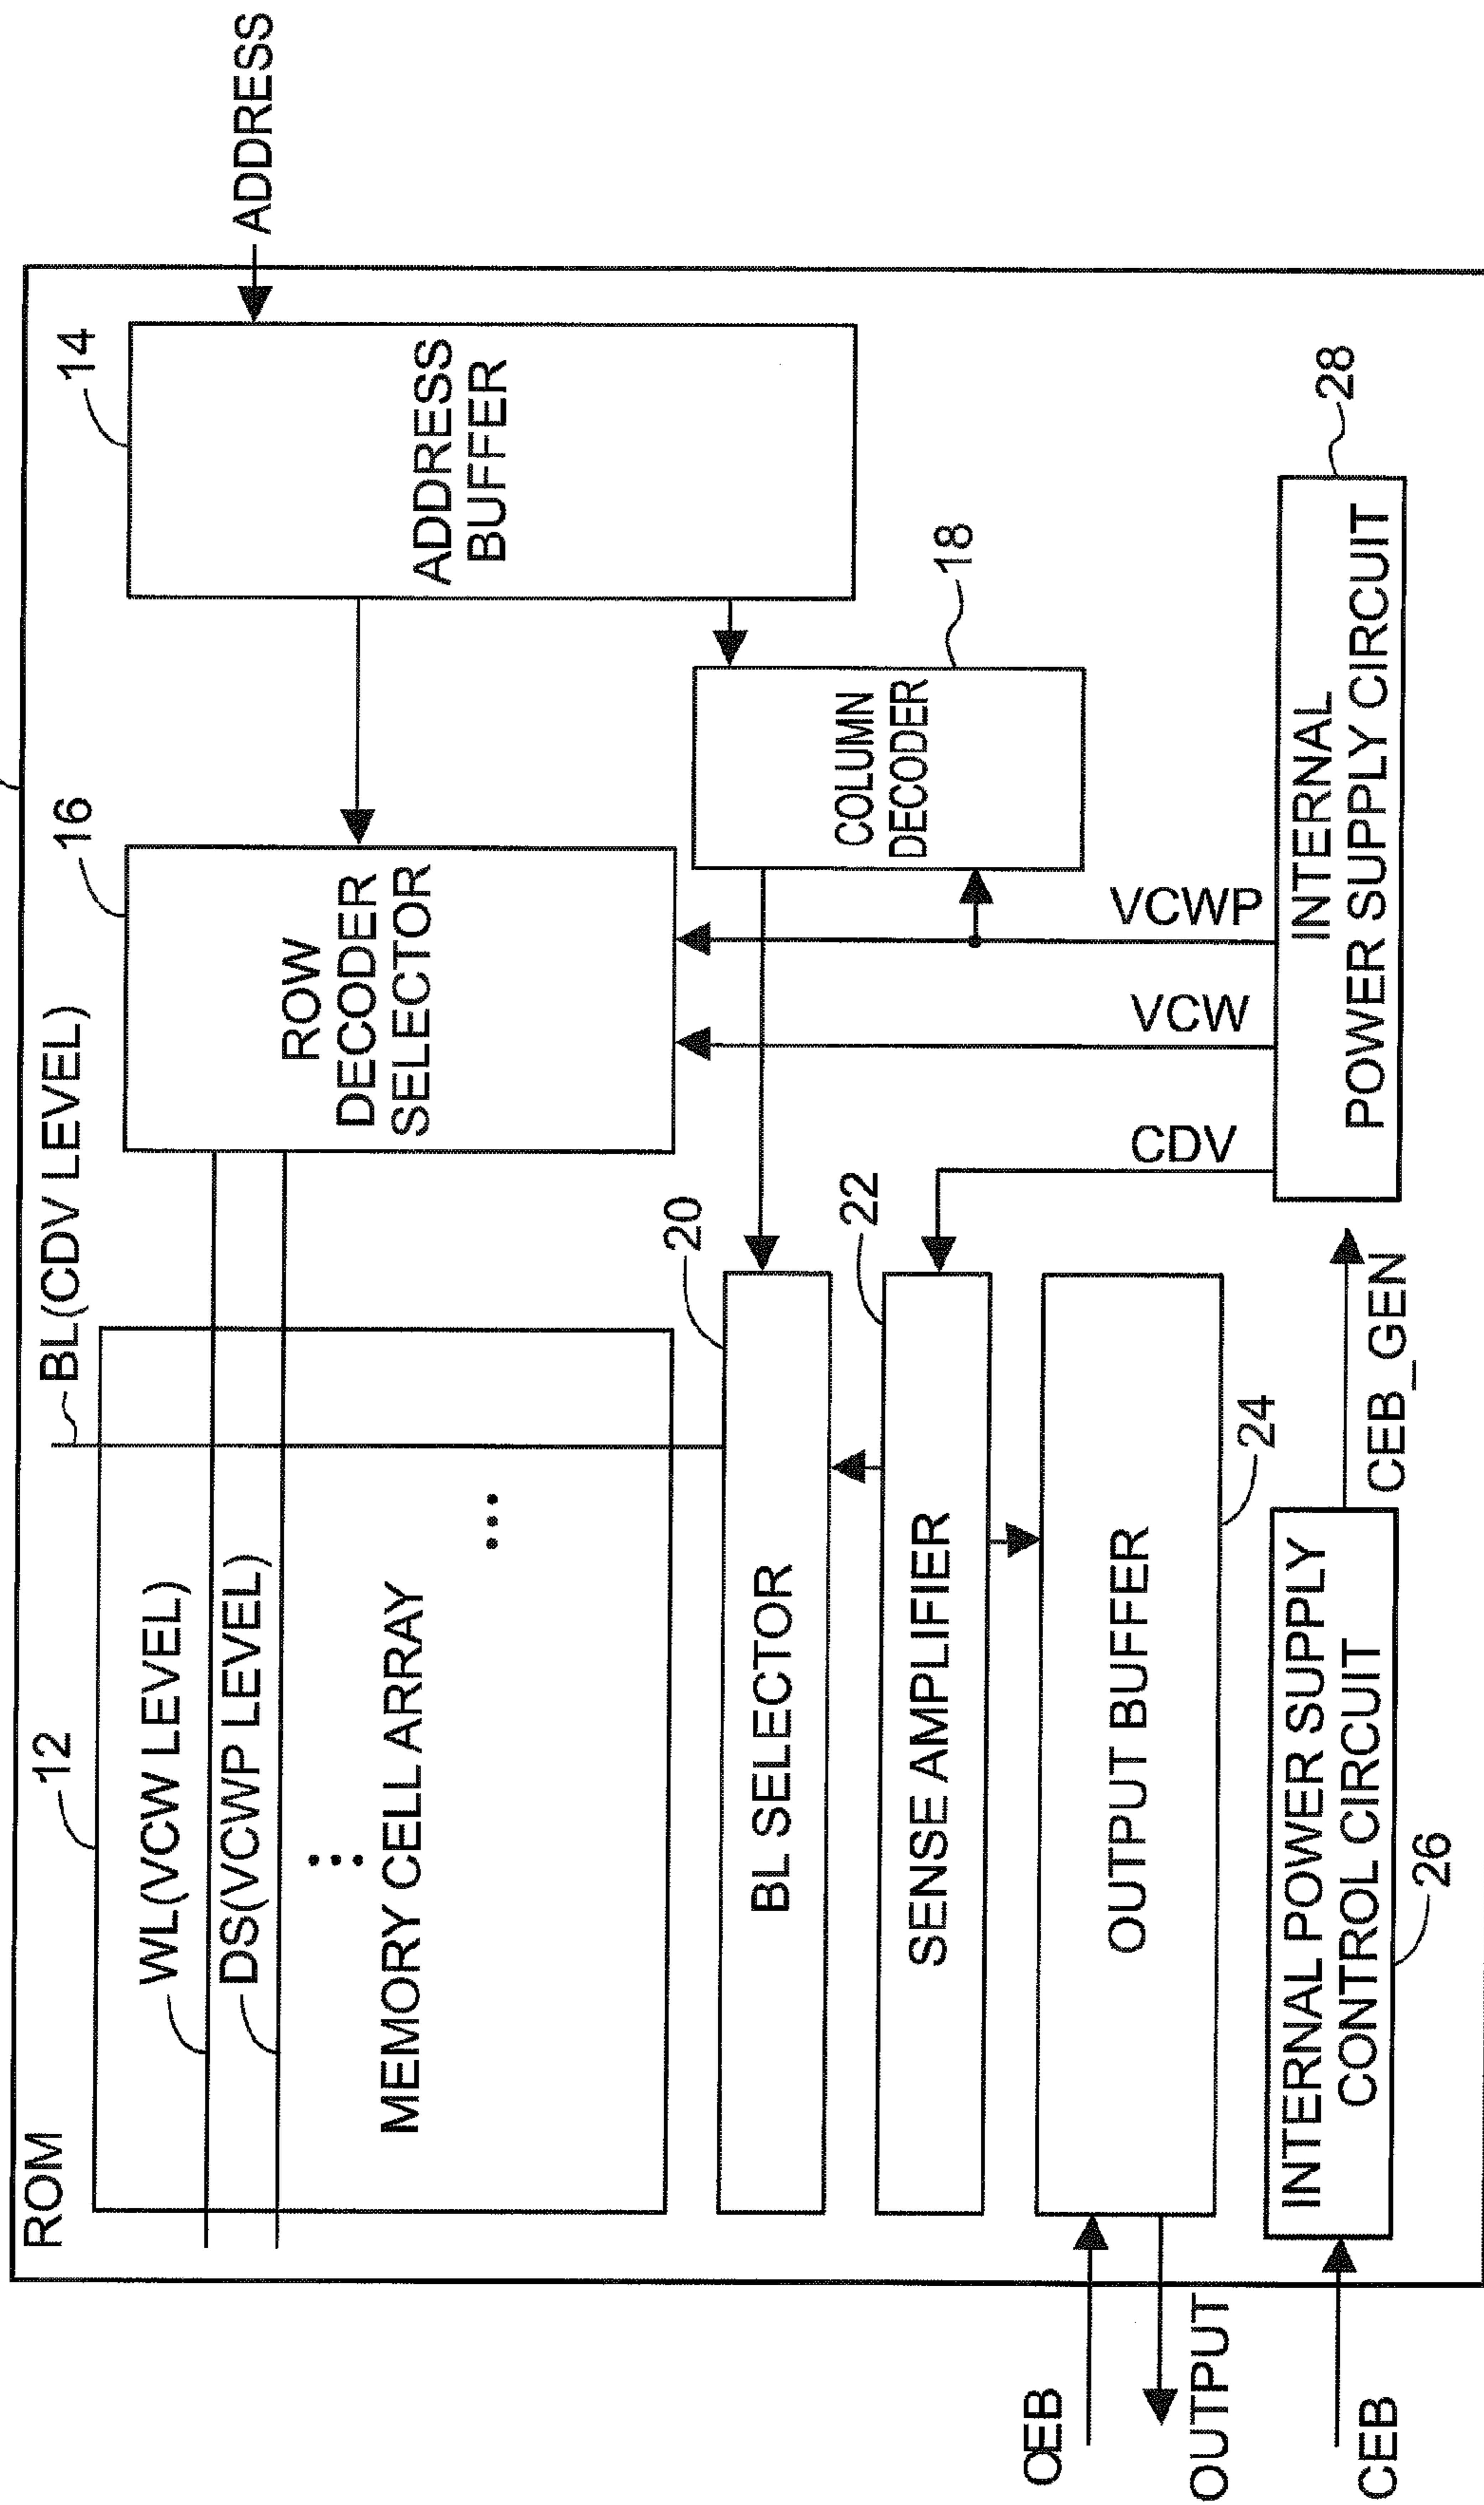 ROM
12
BL(CDV LEVEL)
16
14
ADDRESS
WL(VCW LEVEL)
DS(VCWP LEVEL)
MEMORY CELL ARRAY
ROW
DECODER
SELECTOR
ADDRESS
BUFFER
20
BL SELECTOR
COLUMN
DECODER
18
22
SENSE AMPLIFIER
CDV
VCW
VCWP
OEB
OUTPUT
OUTPUT BUFFER
24
CEB
INTERNAL POWER SUPPLY
CONTROL CIRCUIT
26
CEB_GEN
INTERNAL
POWER SUPPLY CIRCUIT
28